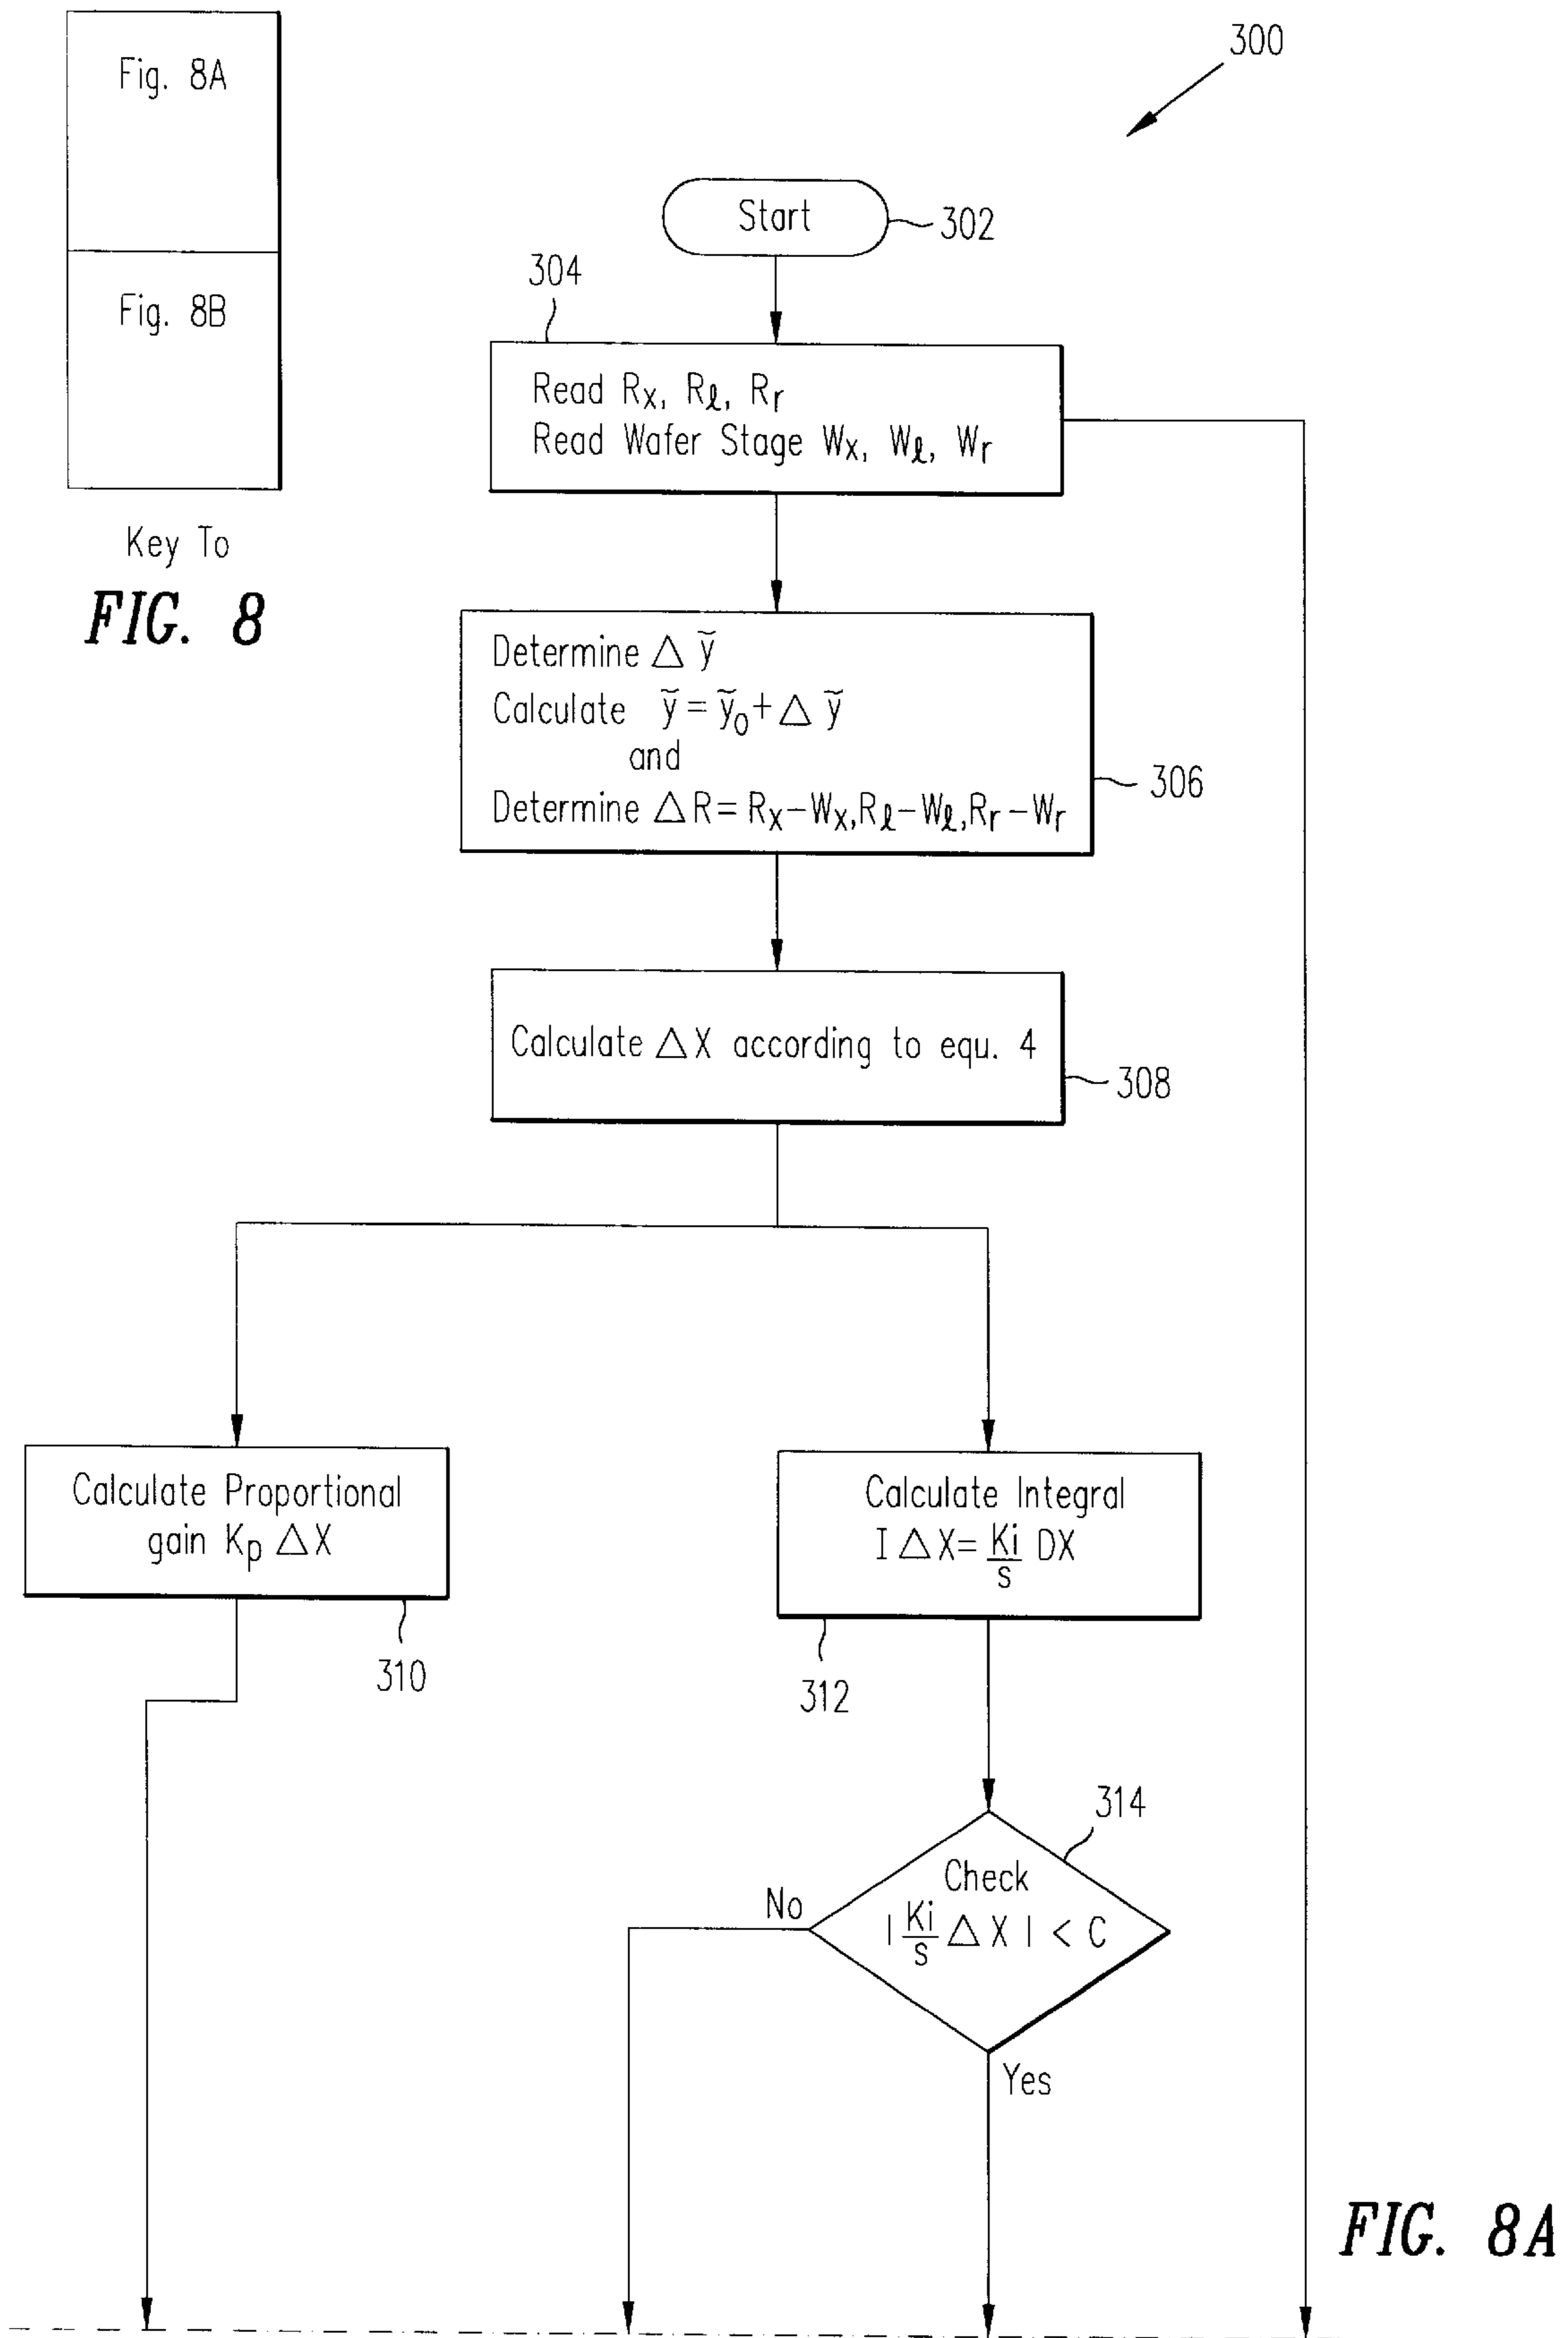 Fig. 8A
Fig. 8B
Key To
FIG. 8
300
Start
302
304
Read Rx, Rℓ, Rr
Read Wafer Stage Wx, Wℓ, Wr
Determine △ ỹ
Calculate ỹ = ỹ0 + △ ỹ
and
Determine △R = Rx–Wx, Rℓ–Wℓ, Rr–Wr
306
Calculate △X according to equ. 4
308
Calculate Proportional
gain Kp △X
310
Calculate Integral
I △X= Ki/s DX
312
314
Check
| Ki/s △ X | < C
No
Yes
FIG. 8A